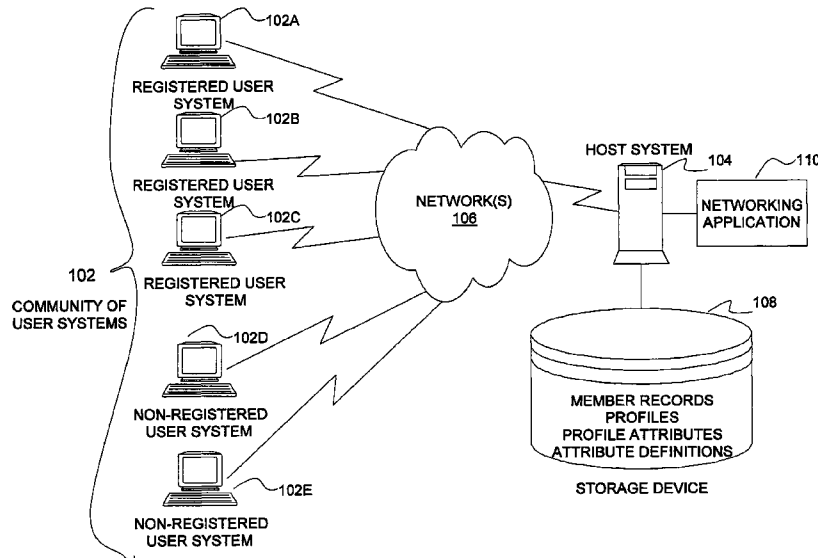 102A
REGISTERED USER
SYSTEM
102B
REGISTERED USER
SYSTEM
102C
REGISTERED USER
SYSTEM
102
COMMUNITY OF
USER SYSTEMS
102D
NON-REGISTERED
USER SYSTEM
102E
NON-REGISTERED
USER SYSTEM
NETWORK(S)
106
HOST SYSTEM
104
110
NETWORKING
APPLICATION
108
MEMBER RECORDS
PROFILES
PROFILE ATTRIBUTES
ATTRIBUTE DEFINITIONS
STORAGE DEVICE